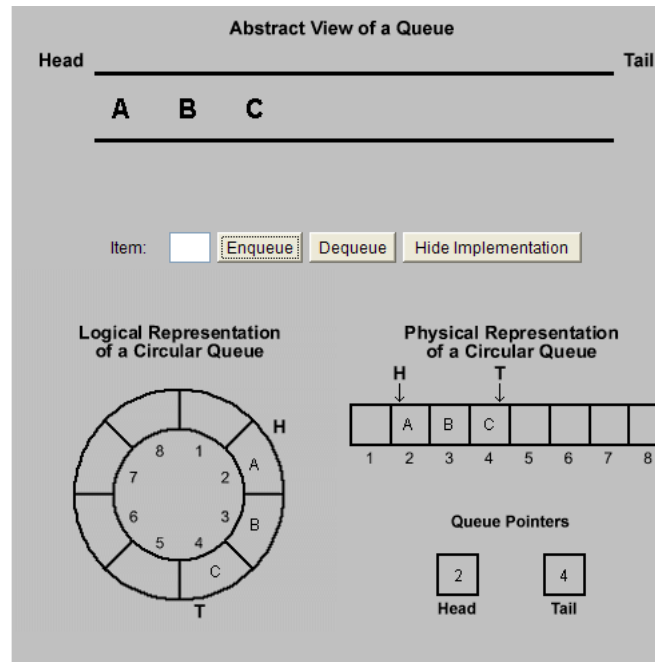 Abstract View of a Queue
Head
Tail
A B C
Item:
Enqueue
Dequeue
Hide Implementation
Logical Representation
of a Circular Queue
H
8 1
A
7 2
6 3
B
5 4
C
T
Physical Representation
of a Circular Queue
H T
A B C
1 2 3 4 5 6 7 8
Queue Pointers
2 4
Head Tail